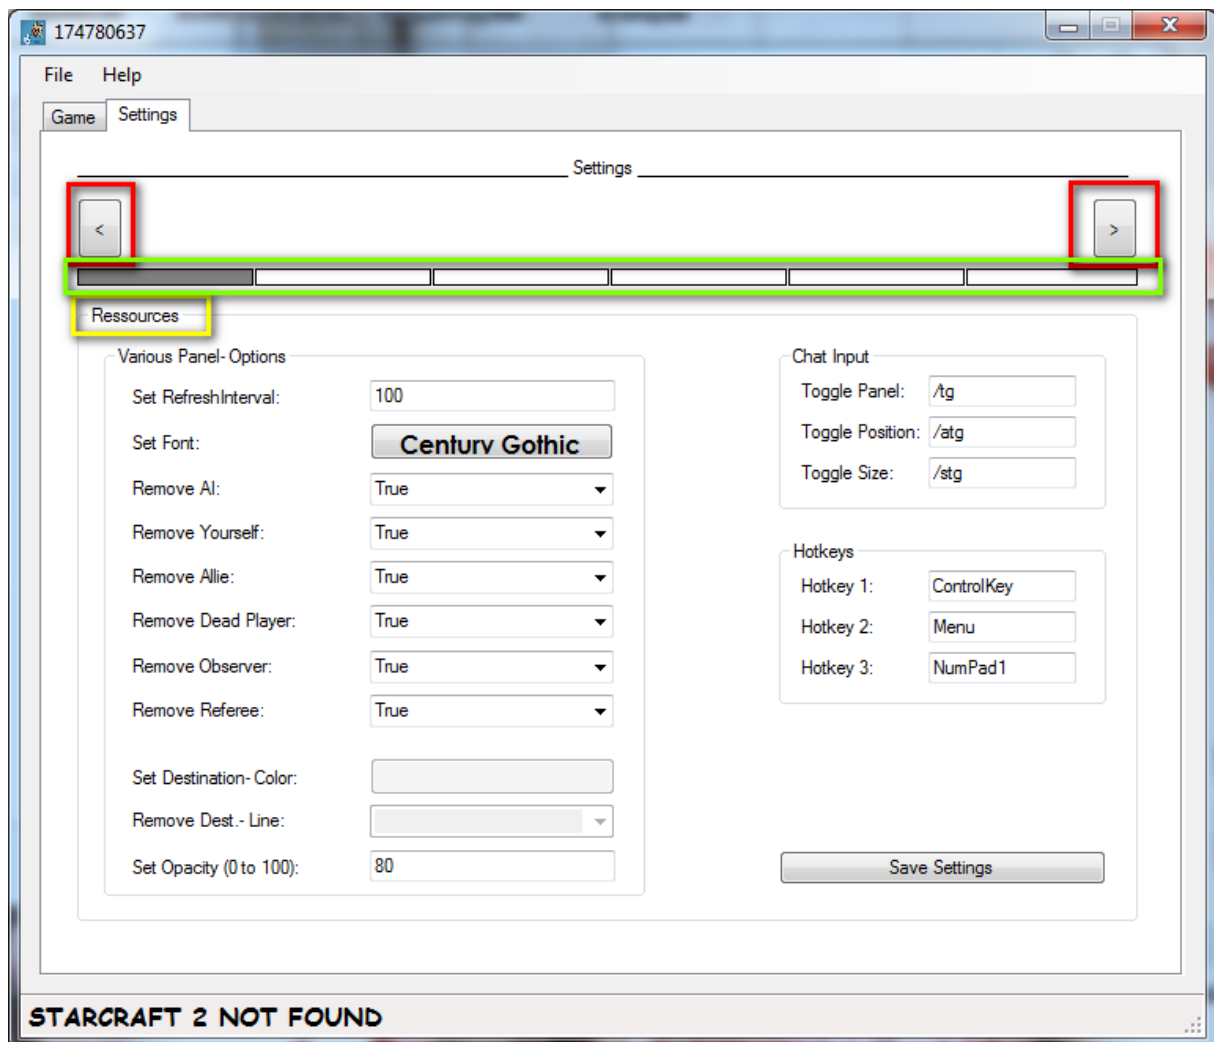 174780637
File Help
Game Settings
Settings
< >
Ressources
Various Panel-Options
Set RefreshInterval: 100
Set Font: Century Gothic
Remove AI: True
Remove Yourself: True
Remove Allie: True
Remove Dead Player: True
Remove Observer: True
Remove Referee: True
Set Destination-Color:
Remove Dest.-Line:
Set Opacity (0 to 100): 80
Chat Input
Toggle Panel: /tg
Toggle Position: /atg
Toggle Size: /stg
Hotkeys
Hotkey 1: ControlKey
Hotkey 2: Menu
Hotkey 3: NumPad1
Save Settings
STARCRAFT 2 NOT FOUND